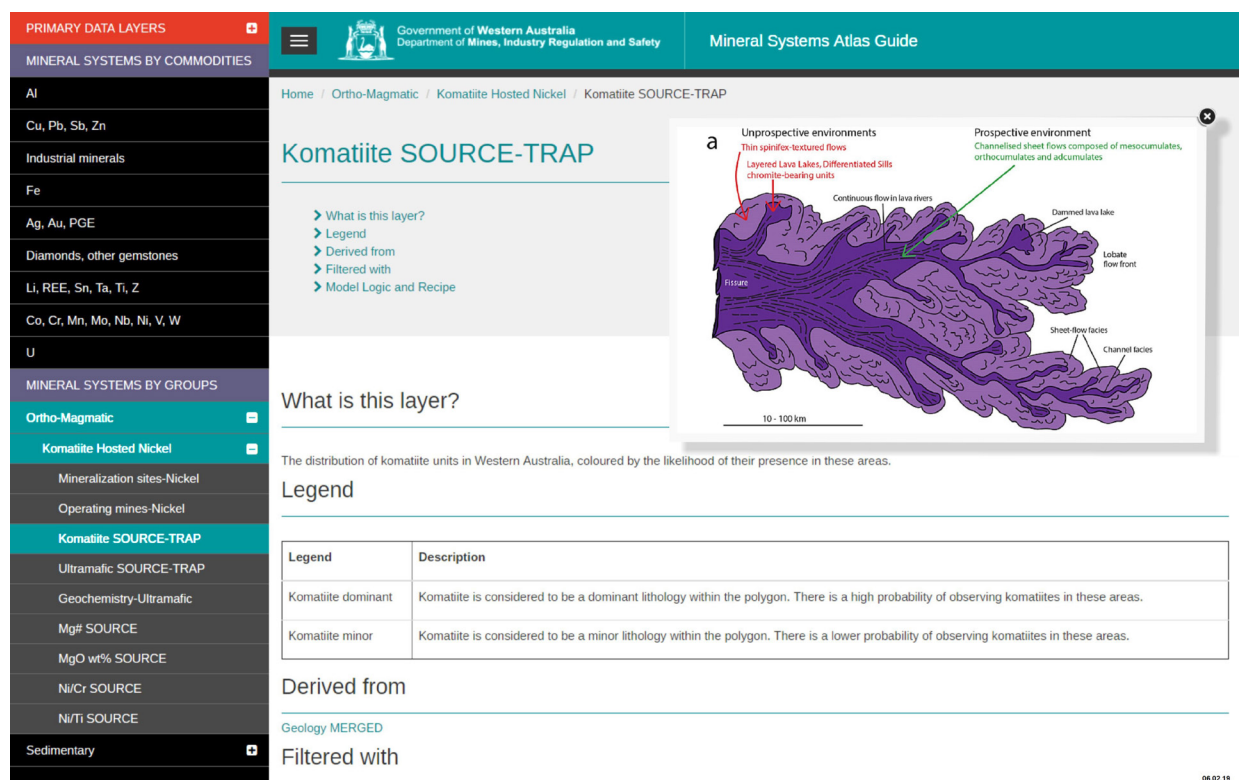 PRIMARY DATA LAYERS
MINERAL SYSTEMS BY COMMODITIES
Al
Cu, Pb, Sb, Zn
Industrial minerals
Fe
Ag, Au, PGE
Diamonds, other gemstones
Li, REE, Sn, Ta, Ti, Z
Co, Cr, Mn, Mo, Nb, Ni, V, W
U
MINERAL SYSTEMS BY GROUPS
Ortho-Magmatic
Komatiite Hosted Nickel
Mineralization sites-Nickel
Operating mines-Nickel
Komatiite SOURCE-TRAP
Ultramafic SOURCE-TRAP
Geochemistry-Ultramafic
Mg# SOURCE
MgO wt% SOURCE
Ni/Cr SOURCE
Ni/Ti SOURCE
Sedimentary
Government of Western Australia
Department of Mines, Industry Regulation and Safety
Mineral Systems Atlas Guide
Home / Ortho-Magmatic / Komatiite Hosted Nickel / Komatiite SOURCE-TRAP
Komatiite SOURCE-TRAP
What is this layer?
Legend
Derived from
Filtered with
Model Logic and Recipe
a
Unprospective environments
Thin spinifex-textured flows
Layered Lava Lakes, Differentiated Sills
chromite-bearing units
Prospective environment
Channelised sheet flows composed of mesocumulates,
orthocumulates and adcumulates
Continuous flow in lava rivers
Dammed lava lake
Lobate
flow front
Fissure
Sheet-flow facies
Channel facies
10 - 100 km
What is this layer?
The distribution of komatiite units in Western Australia, coloured by the likelihood of their presence in these areas.
Legend
Legend Description
Komatiite dominant Komatiite is considered to be a dominant lithology within the polygon. There is a high probability of observing komatiites in these areas.
Komatiite minor Komatiite is considered to be a minor lithology within the polygon. There is a lower probability of observing komatiites in these areas.
Derived from
Geology MERGED
Filtered with
06.02.19